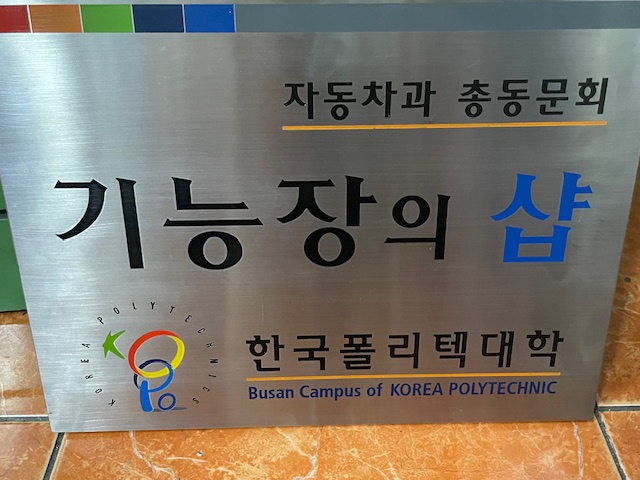 자동차과 총동문회
기능장의 샵
KOREA POLYTECHNICS
한국폴리텍대학
Busan Campus of KOREA POLYTECHNIC